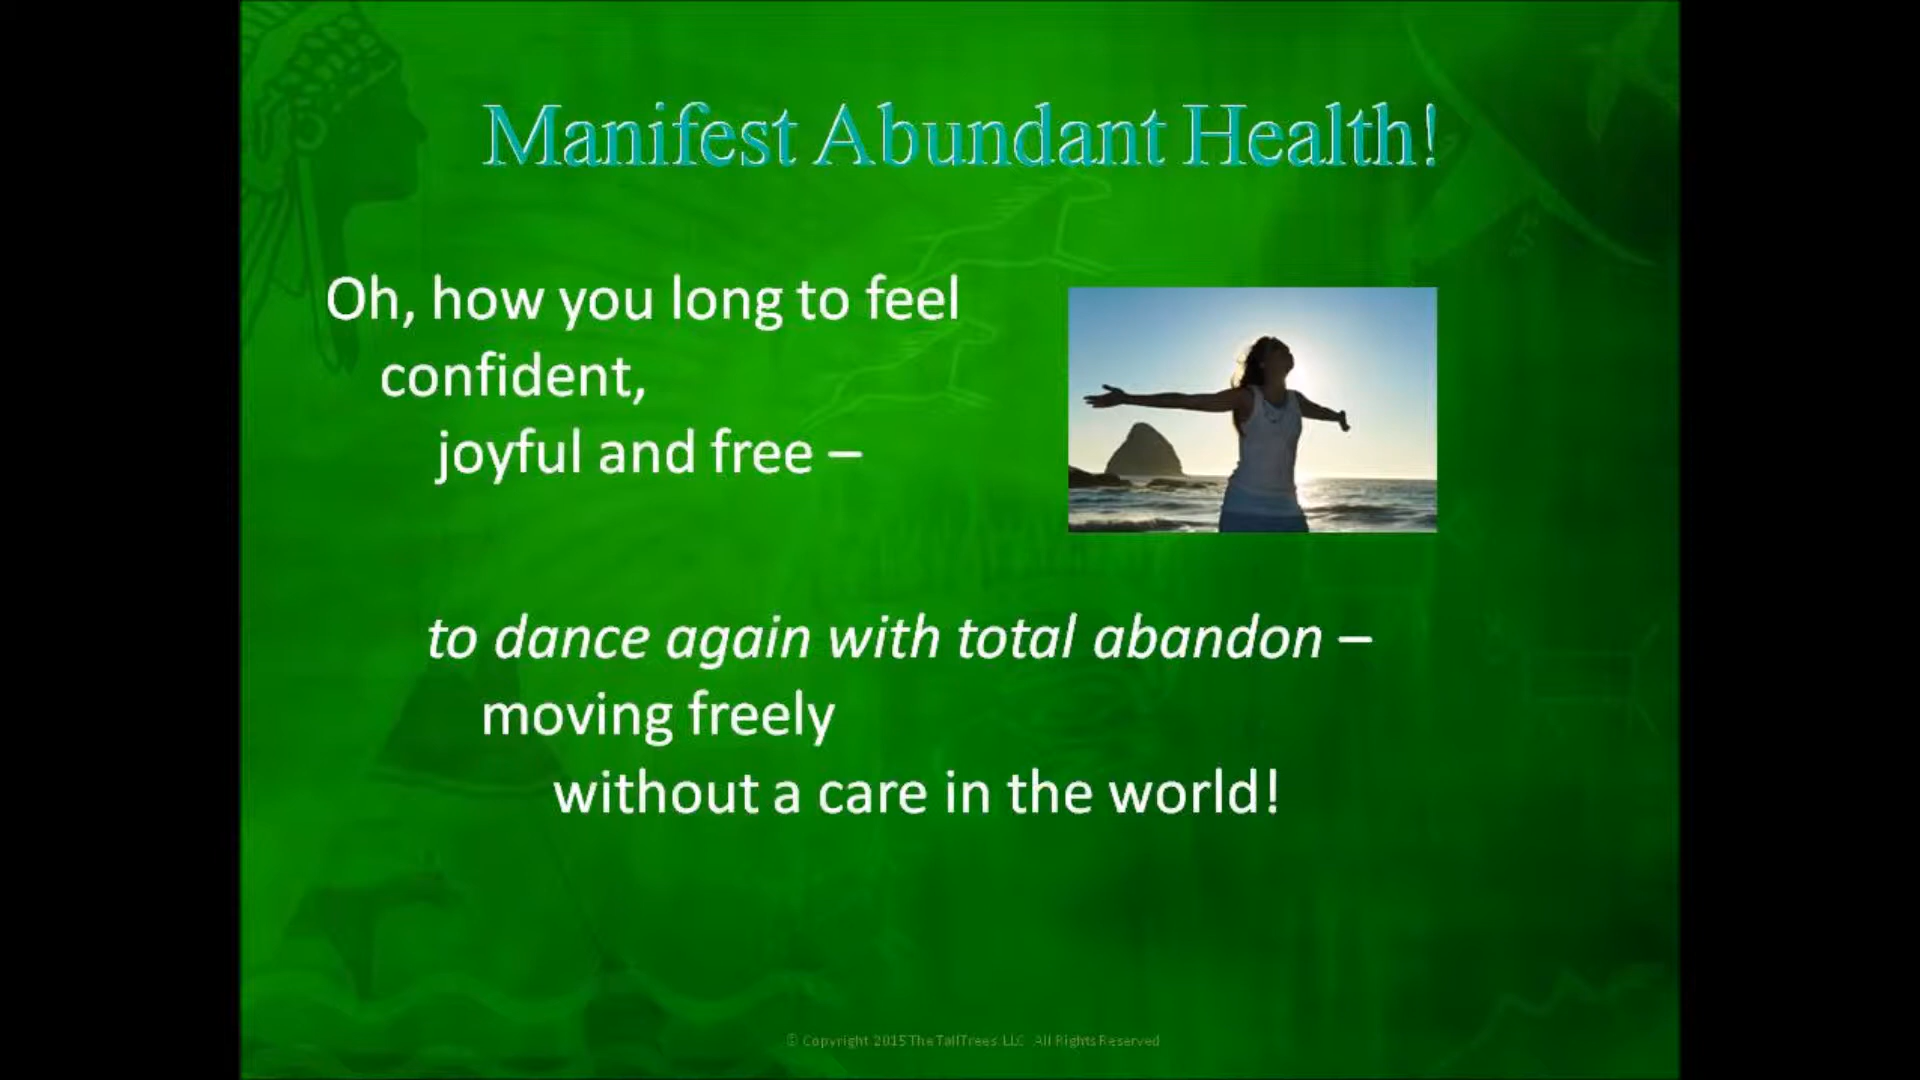 Manifest Abundant Health!
Oh, how you long to feel
confident,
joyful and free –
to dance again with total abandon –
moving freely
without a care in the world!
© Copyright 2015 The TallTrees LLC All Rights Reserved